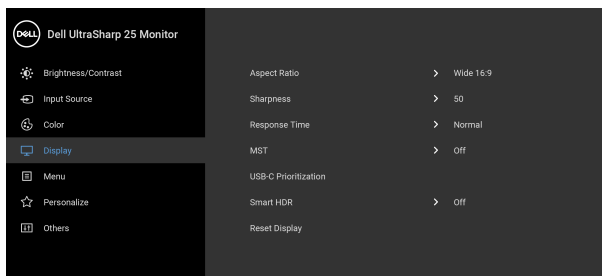 DELL Dell UltraSharp 25 Monitor
Brightness/Contrast
Input Source
Color
Display
Menu
Personalize
Others
Aspect Ratio Wide 16:9
Sharpness 50
Response Time Normal
MST Off
USB-C Prioritization
Smart HDR Off
Reset Display